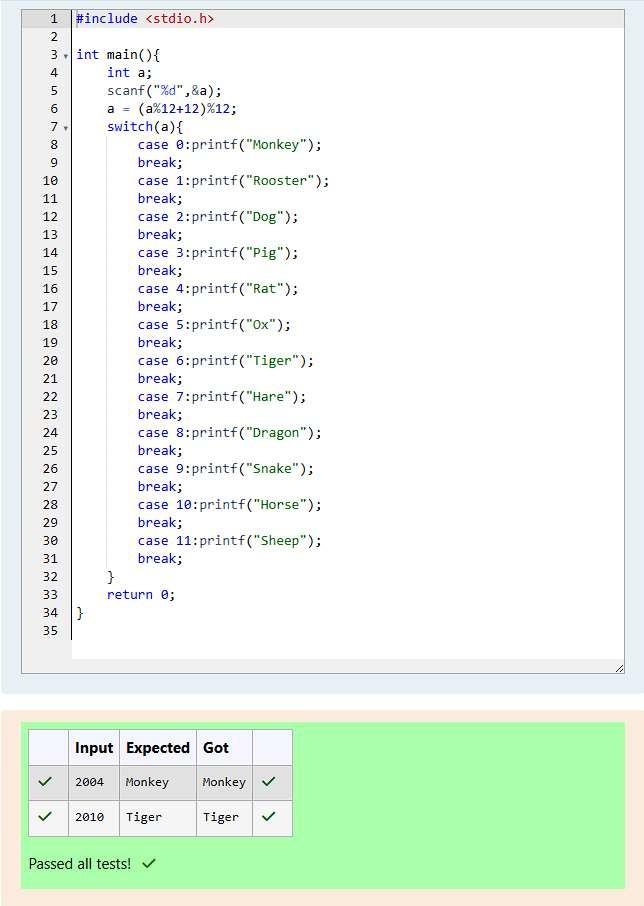 1 #include <stdio.h>
2
3 int main(){
4 int a;
5 scanf("%d",&a);
6 a = (a%12+12)%12;
7 switch(a){
8 case 0:printf("Monkey");
9 break;
10 case 1:printf("Rooster");
11 break;
12 case 2:printf("Dog");
13 break;
14 case 3:printf("Pig");
15 break;
16 case 4:printf("Rat");
17 break;
18 case 5:printf("Ox");
19 break;
20 case 6:printf("Tiger");
21 break;
22 case 7:printf("Hare");
23 break;
24 case 8:printf("Dragon");
25 break;
26 case 9:printf("Snake");
27 break;
28 case 10:printf("Horse");
29 break;
30 case 11:printf("Sheep");
31 break;
32 }
33 return 0;
34 }
35
Input Expected Got
2004 Monkey Monkey
2010 Tiger Tiger
Passed all tests!